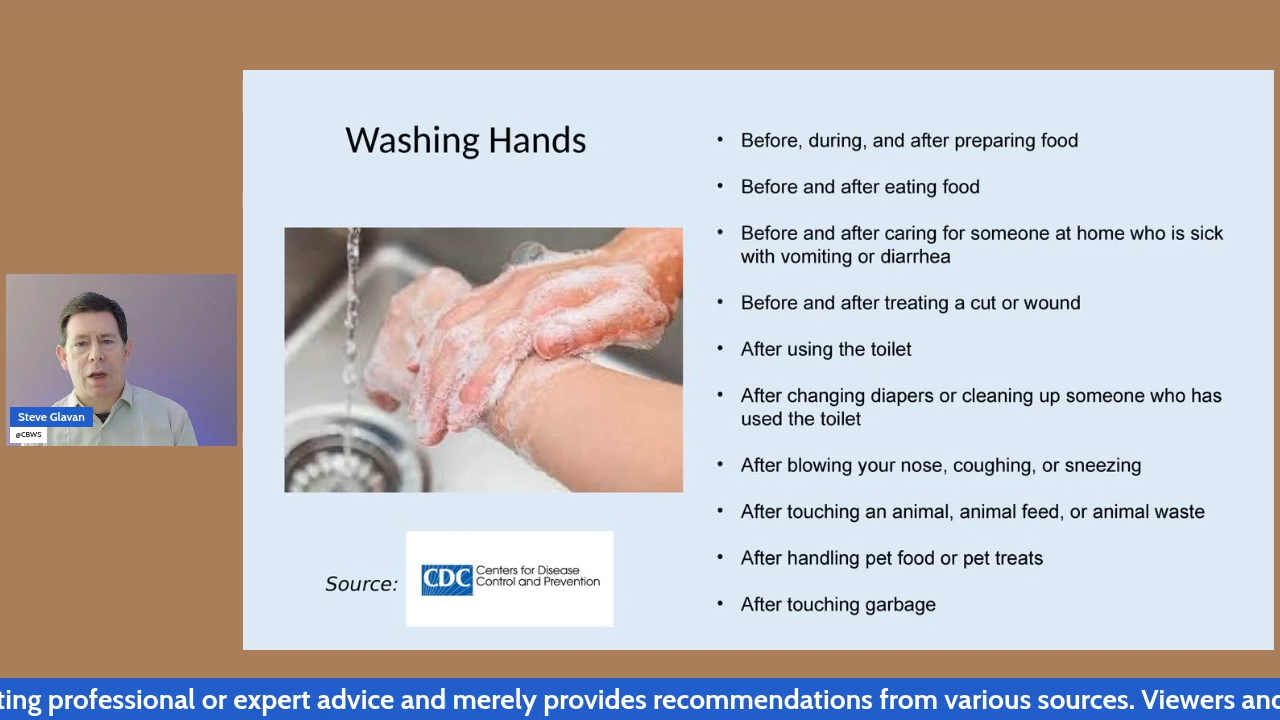 Washing Hands
• Before, during, and after preparing food
• Before and after eating food
• Before and after caring for someone at home who is sick
with vomiting or diarrhea
• Before and after treating a cut or wound
• After using the toilet
• After changing diapers or cleaning up someone who has
used the toilet
• After blowing your nose, coughing, or sneezing
• After touching an animal, animal feed, or animal waste
• After handling pet food or pet treats
• After touching garbage
Source:
CDC
Centers for Disease
Control and Prevention
Steve Glavan
@CBWS
ting professional or expert advice and merely provides recommendations from various sources. Viewers and